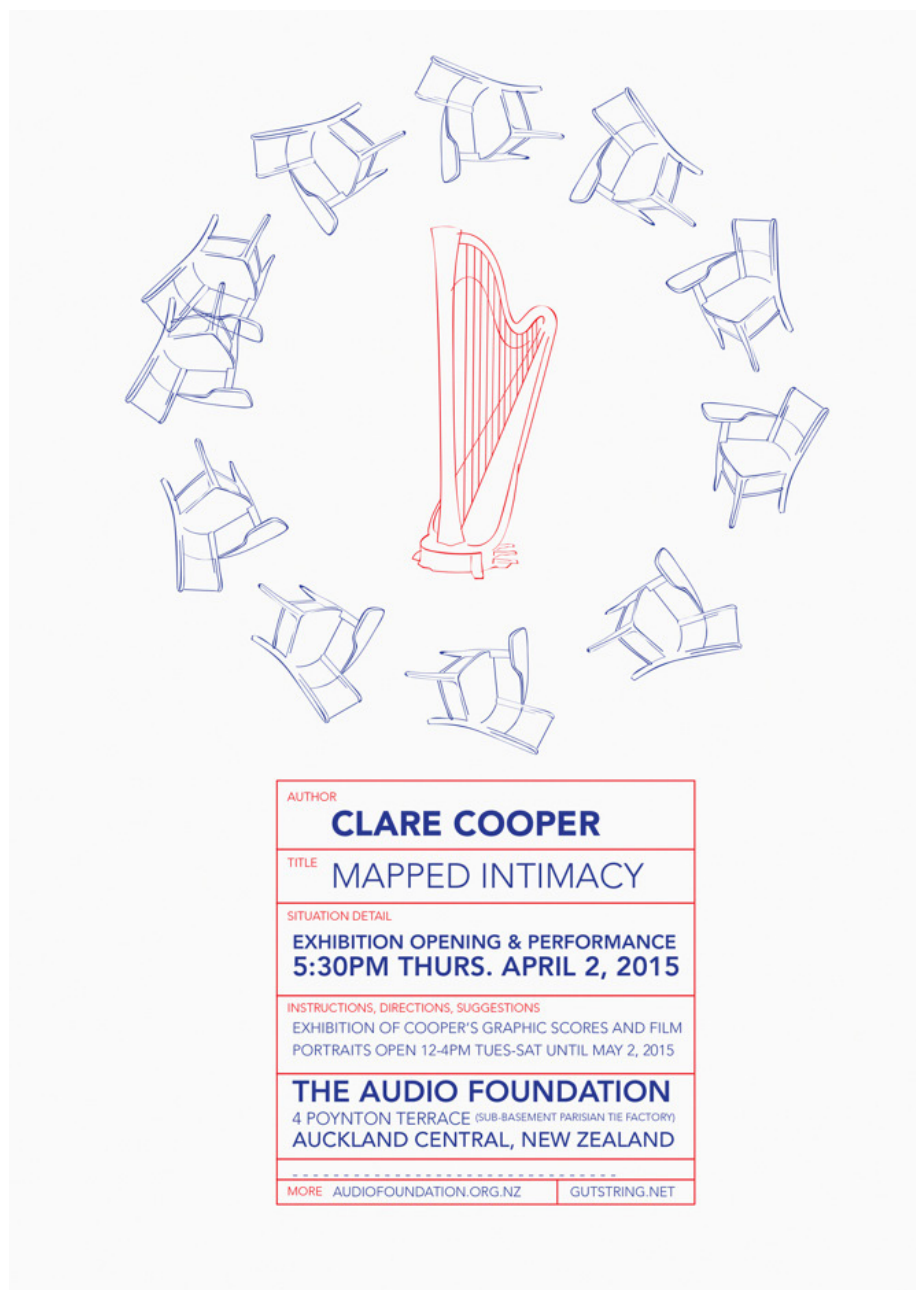 AUTHOR
CLARE COOPER
TITLE
MAPPED INTIMACY
SITUATION DETAIL
EXHIBITION OPENING & PERFORMANCE
5:30PM THURS. APRIL 2, 2015
INSTRUCTIONS, DIRECTIONS, SUGGESTIONS
EXHIBITION OF COOPER'S GRAPHIC SCORES AND FILM
PORTRAITS OPEN 12-4PM TUES-SAT UNTIL MAY 2, 2015
THE AUDIO FOUNDATION
4 POYNTON TERRACE (SUB-BASEMENT PARISIAN TIE FACTORY)
AUCKLAND CENTRAL, NEW ZEALAND
MORE AUDIOFOUNDATION.ORG.NZ GUTSTRING.NET